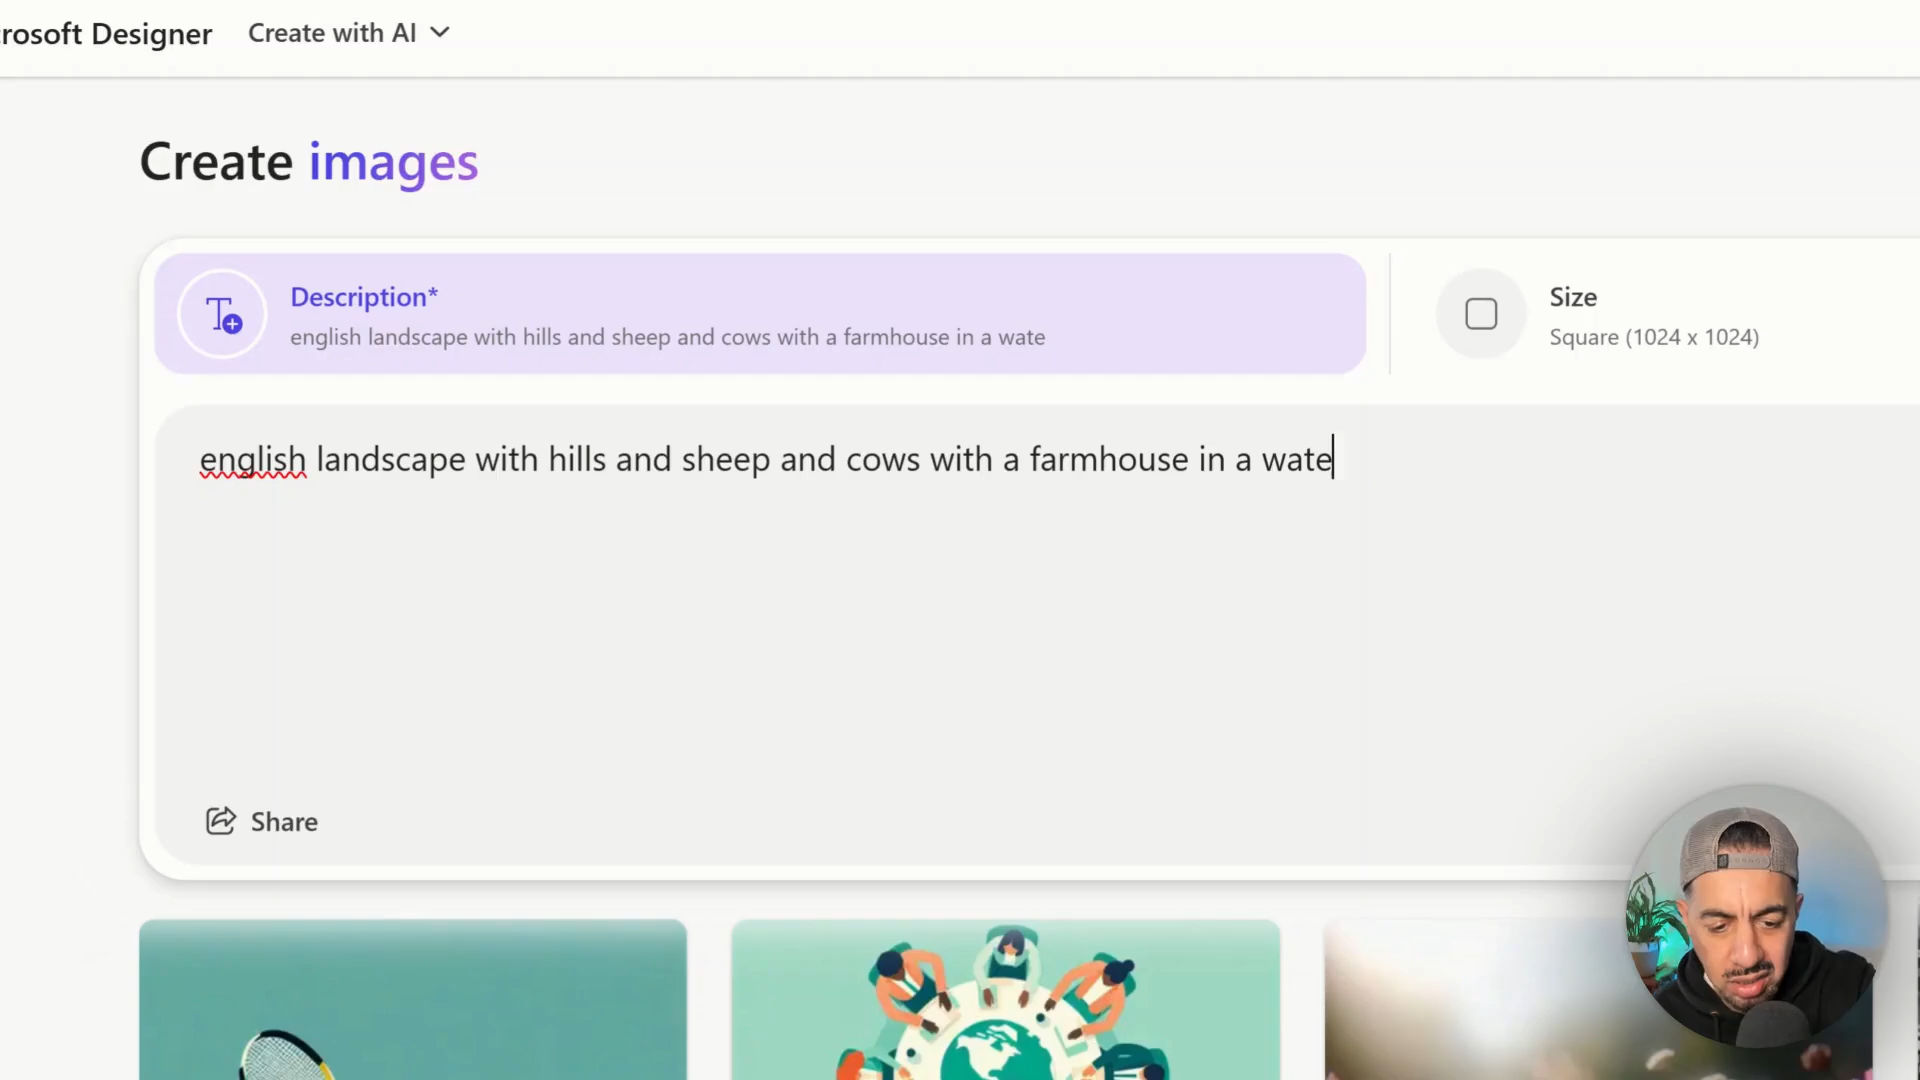 rosoft Designer
Create with AI
Create images
Description*
english landscape with hills and sheep and cows with a farmhouse in a wate
Size
Square (1024 x 1024)
english landscape with hills and sheep and cows with a farmhouse in a wate
Share